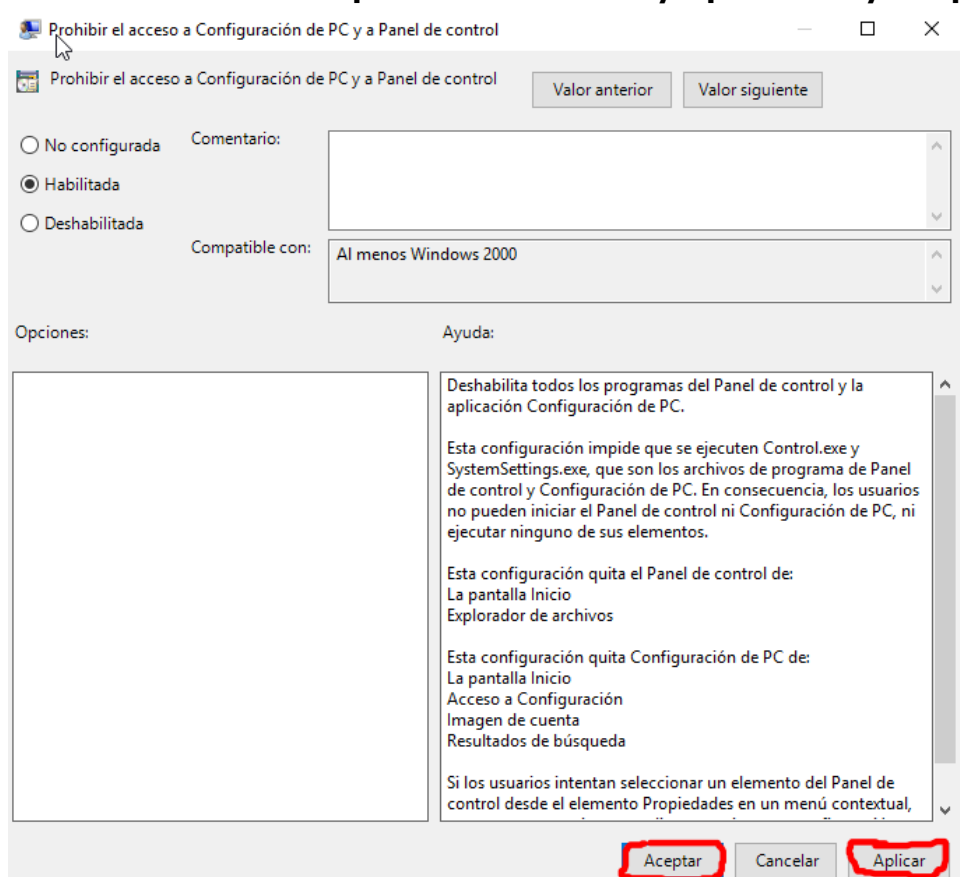 Prohibir el acceso a Configuración de PC y a Panel de control
Prohibir el acceso a Configuración de PC y a Panel de control
Valor anterior
Valor siguiente
No configurada
Comentario:
Habilitada
Deshabilitada
Compatible con:
Al menos Windows 2000
Opciones:
Ayuda:
Deshabilita todos los programas del Panel de control y la
aplicación Configuración de PC.
Esta configuración impide que se ejecuten Control.exe y
SystemSettings.exe, que son los archivos de programa de Panel
de control y Configuración de PC. En consecuencia, los usuarios
no pueden iniciar el Panel de control ni Configuración de PC, ni
ejecutar ninguno de sus elementos.
Esta configuración quita el Panel de control de:
La pantalla Inicio
Explorador de archivos
Esta configuración quita Configuración de PC de:
La pantalla Inicio
Acceso a Configuración
Imagen de cuenta
Resultados de búsqueda
Si los usuarios intentan seleccionar un elemento del Panel de
control desde el elemento Propiedades en un menú contextual,
Aceptar
Cancelar
Aplicar